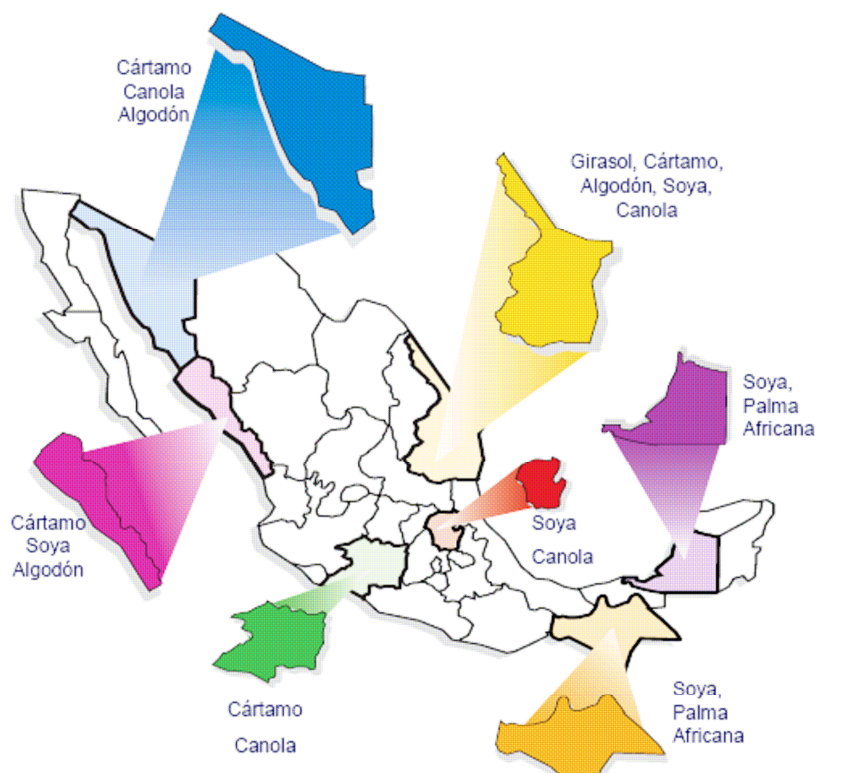 Cártamo
Canola
Algodón
Girasol, Cártamo,
Algodón, Soya,
Canola
Soya,
Palma
Africana
Cártamo
Soya
Algodón
Soya
Canola
Cártamo
Canola
Soya,
Palma
Africana